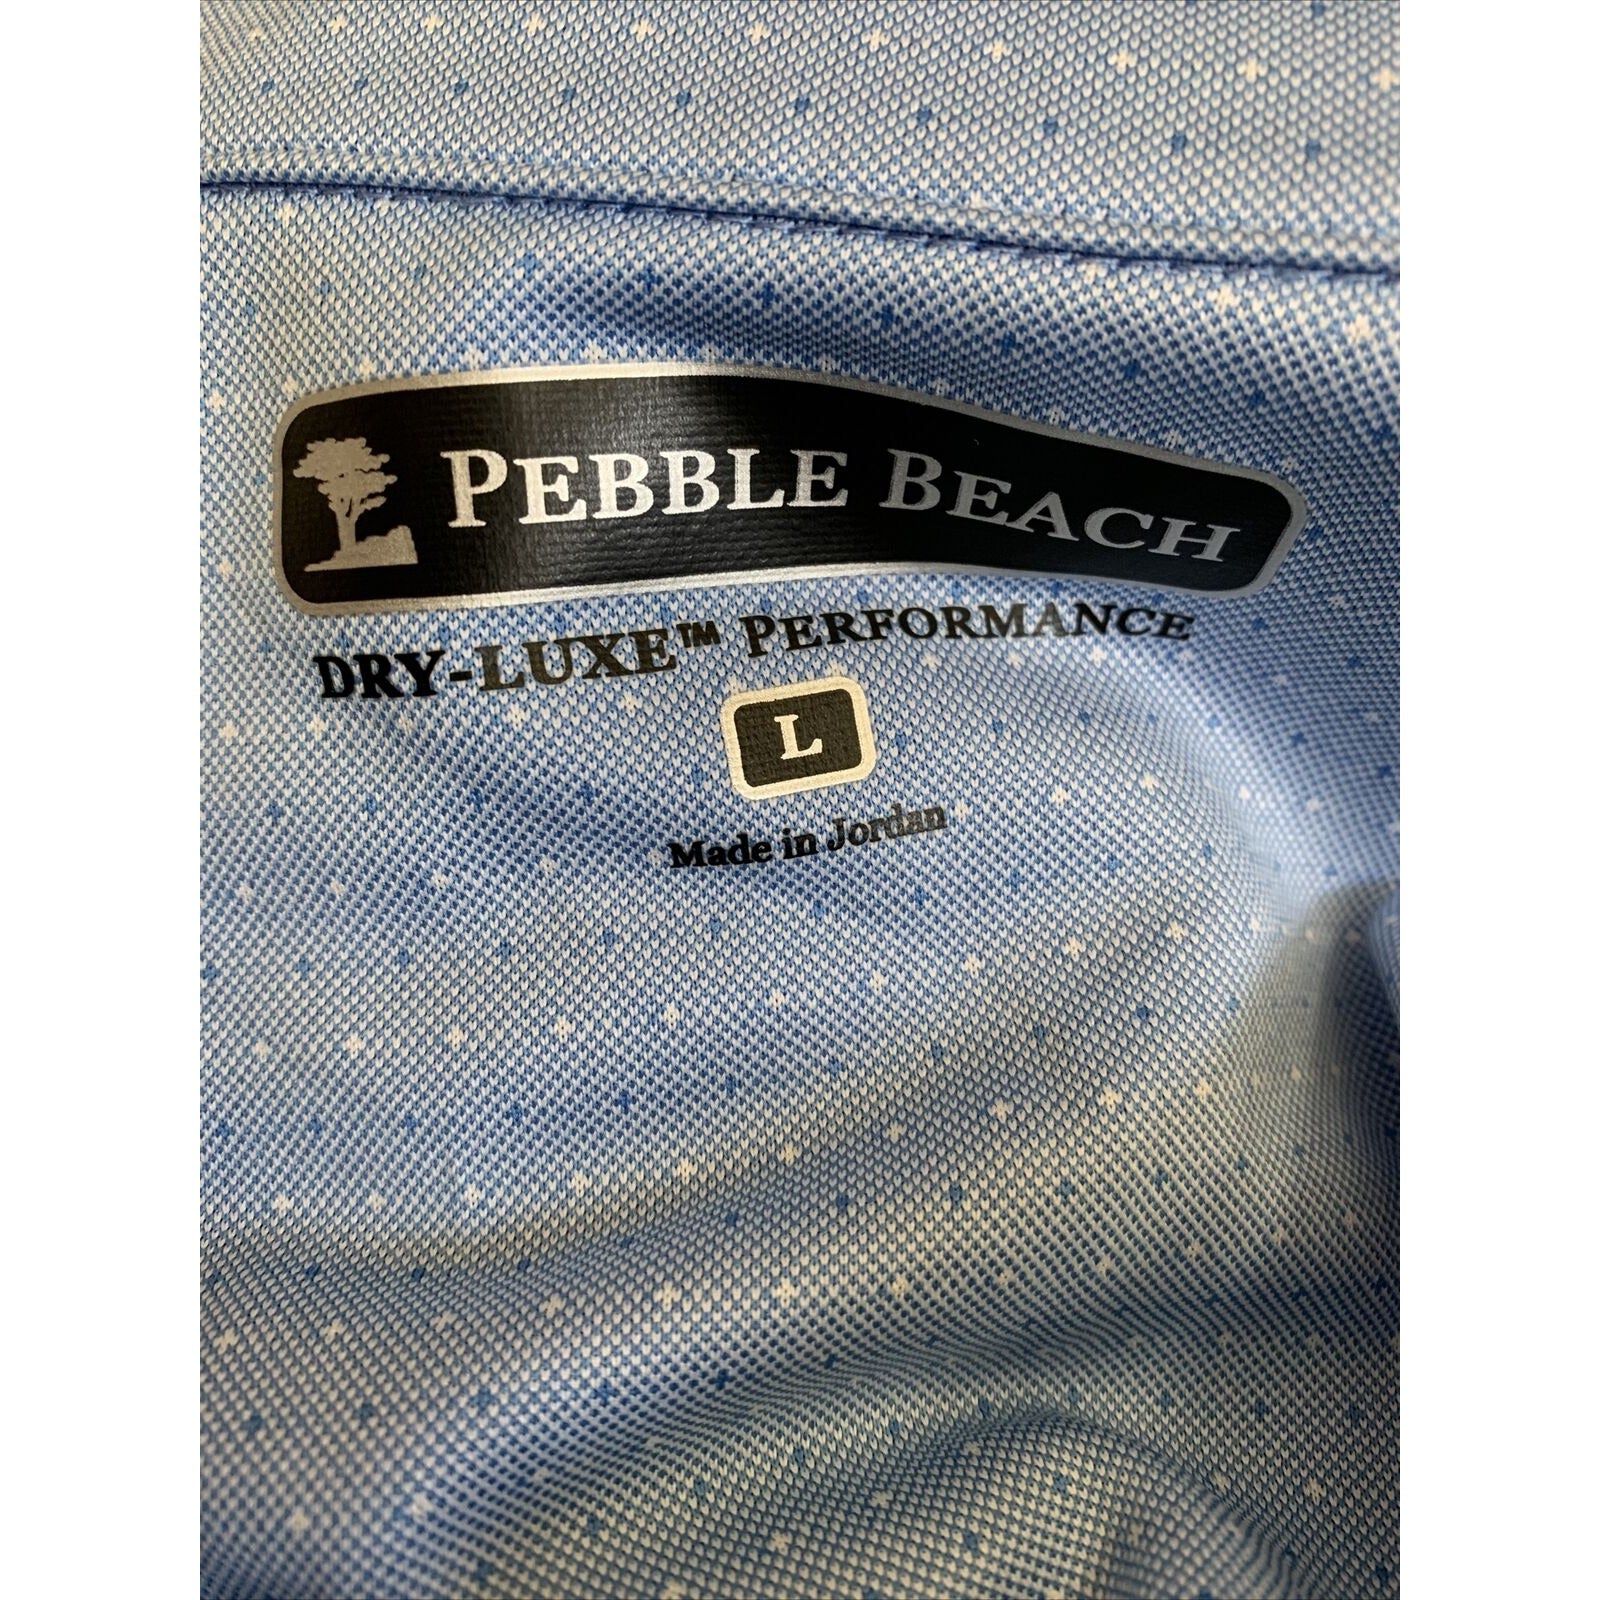 PEBBLE BEACH
DRY-LUXE™ PERFORMANCE
L
Made in Jordan